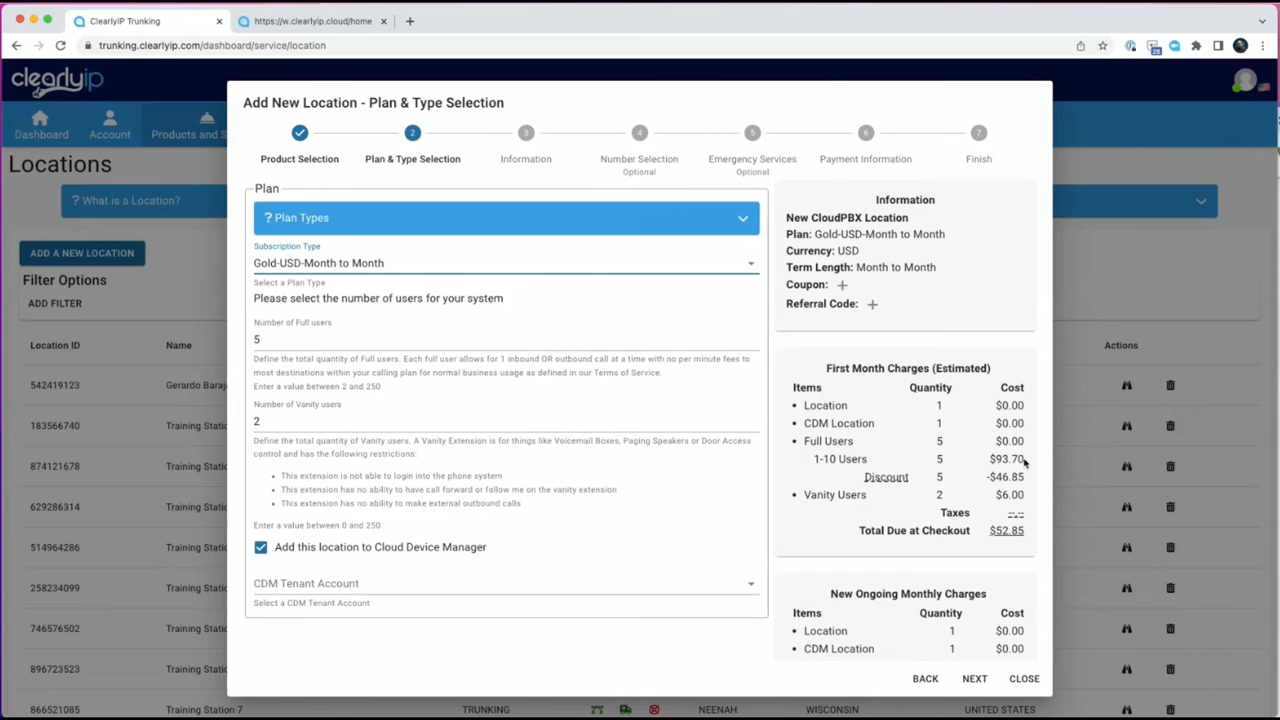 ClearlyIP Trunking
https://w.clearlyip.cloud/home
trunking.clearlyip.com/dashboard/service/location
20
clearlyip
Dashboard
Account
Products and S
Locations
? What is a Location?
ADD A NEW LOCATION
Filter Options
ADD FILTER
Location ID Name Actions
542419123 Gerardo Baraj
183566740 Training Static
874121678 Training Static
629286314 Training Static
514964286 Training Static
258234099 Training Static
746576502 Training Static
896723523 Training Static
866521085 Training Station 7 TRUNKING NEENAH WISCONSIN UNITED STATES
Add New Location - Plan & Type Selection
2 3 4 5 6 7
Product Selection Plan & Type Selection Information Number Selection Emergency Services Payment Information Finish
Optional Optional
Plan
? Plan Types
Subscription Type
Gold-USD-Month to Month
Select a Plan Type
Please select the number of users for your system
Number of Full users
5
Define the total quantity of Full users. Each full user allows for 1 inbound OR outbound call at a time with no per minute fees to
most destinations within your calling plan for normal business usage as defined in our Terms of Service.
Enter a value between 2 and 250
Number of Vanity users
2
Define the total quantity of Vanity users. A Vanity Extension is for things like Voicemail Boxes, Paging Speakers or Door Access
control and has the following restrictions:
• This extension is not able to login into the phone system
• This extension has no ability to have call forward or follow me on the vanity extension
• This extension has no ability to make external outbound calls
Enter a value between 0 and 250
Add this location to Cloud Device Manager
CDM Tenant Account
Select a CDM Tenant Account
Information
New CloudPBX Location
Plan: Gold-USD-Month to Month
Currency: USD
Term Length: Month to Month
Coupon: +
Referral Code: +
First Month Charges (Estimated)
Items Quantity Cost
• Location 1 $0.00
• CDM Location 1 $0.00
• Full Users 5 $0.00
1-10 Users 5 $93.70
Discount 5 -$46.85
• Vanity Users 2 $6.00
Taxes --.--
Total Due at Checkout $52.85
New Ongoing Monthly Charges
Items Quantity Cost
• Location 1 $0.00
• CDM Location 1 $0.00
BACK NEXT CLOSE